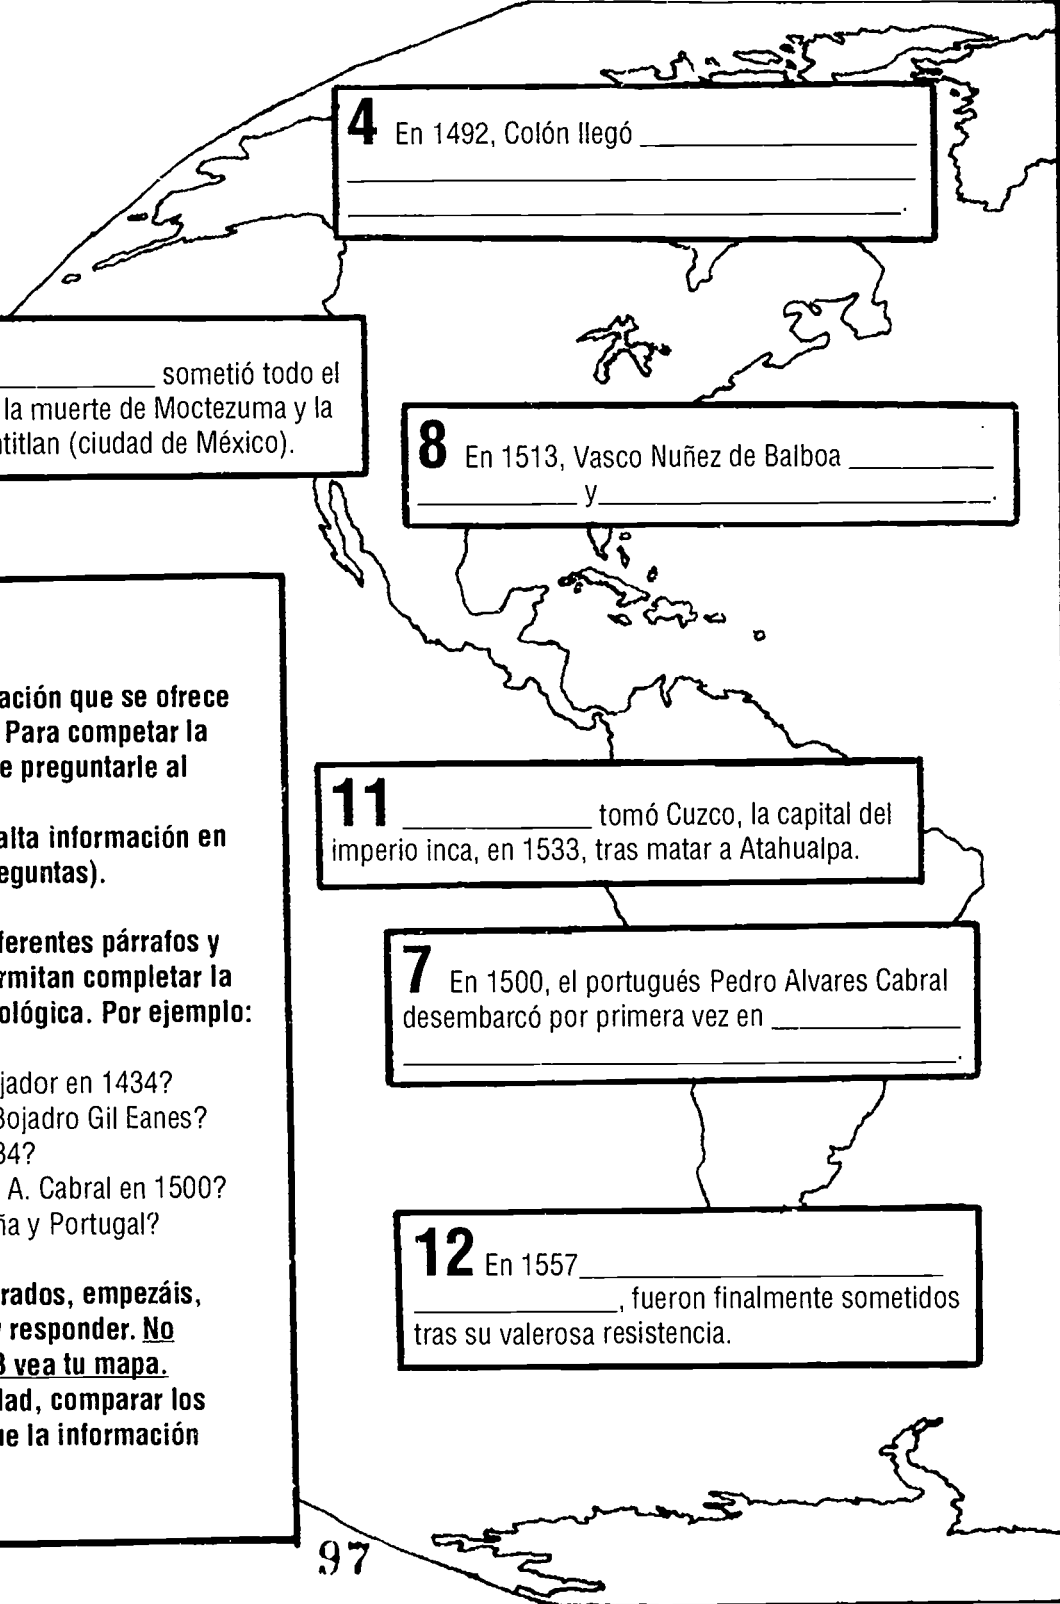 4 En 1492, Colón llegó
sometió todo el
la muerte de Moctezuma y la
titlan (ciudad de México).
8 En 1513, Vasco Nuñez de Balboa
y
ación que se ofrece
Para competar la
e preguntarle al
alta información en
eguntas).
ferentes párrafos y
rmitan completar la
ológica. Por ejemplo:
jador en 1434?
Bojadro Gil Eanes?
34?
A. Cabral en 1500?
ña y Portugal?
rados, empezáis,
responder. No
B vea tu mapa.
dad, comparar los
ue la información
11 tomó Cuzco, la capital del
imperio inca, en 1533, tras matar a Atahualpa.
7 En 1500, el portugués Pedro Alvares Cabral
desembarcó por primera vez en
12 En 1557
, fueron finalmente sometidos
tras su valerosa resistencia.
97